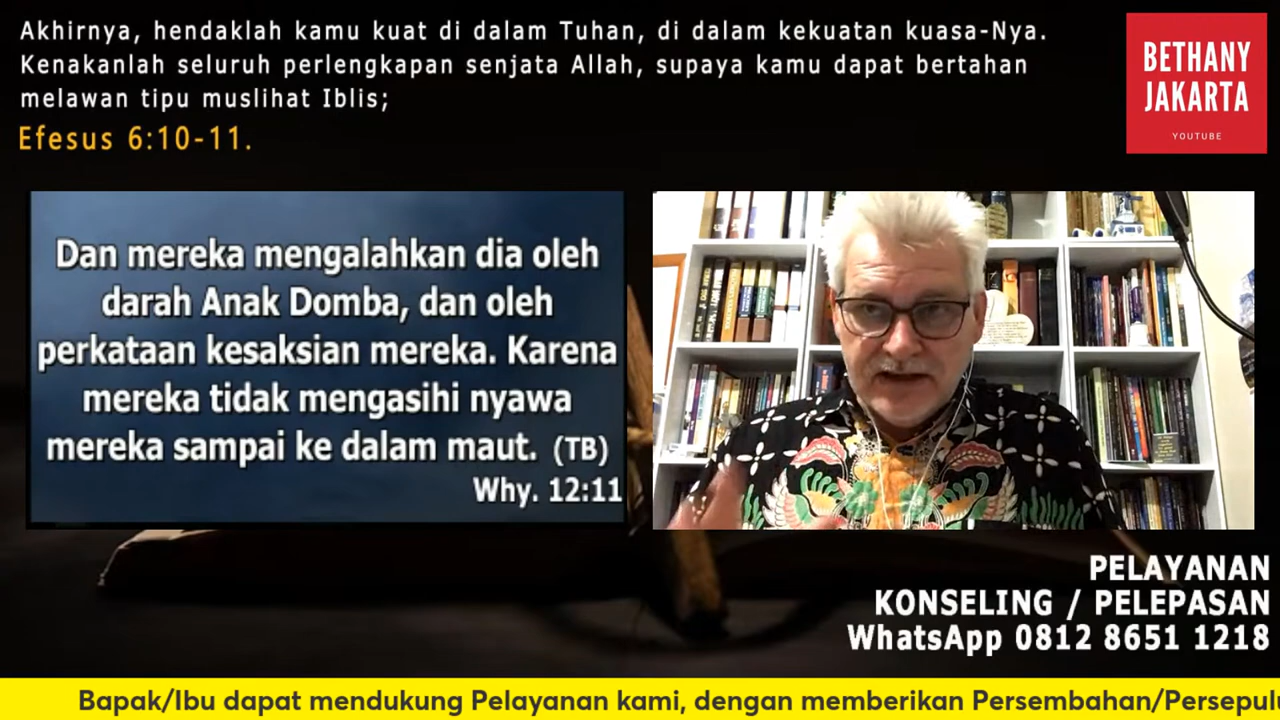 Akhirnya, hendaklah kamu kuat di dalam Tuhan, di dalam kekuatan kuasa-Nya.
Kenakanlah seluruh perlengkapan senjata Allah, supaya kamu dapat bertahan
melawan tipu muslihat Iblis;
Efesus 6:10-11.
BETHANY
JAKARTA
YOUTUBE
Dan mereka mengalahkan dia oleh
darah Anak Domba, dan oleh
perkataan kesaksian mereka. Karena
mereka tidak mengasihi nyawa
mereka sampai ke dalam maut. (TB)
Why. 12:11
PELAYANAN
KONSELING / PELEPASAN
WhatsApp 0812 8651 1218
Bapak/Ibu dapat mendukung Pelayanan kami, dengan memberikan